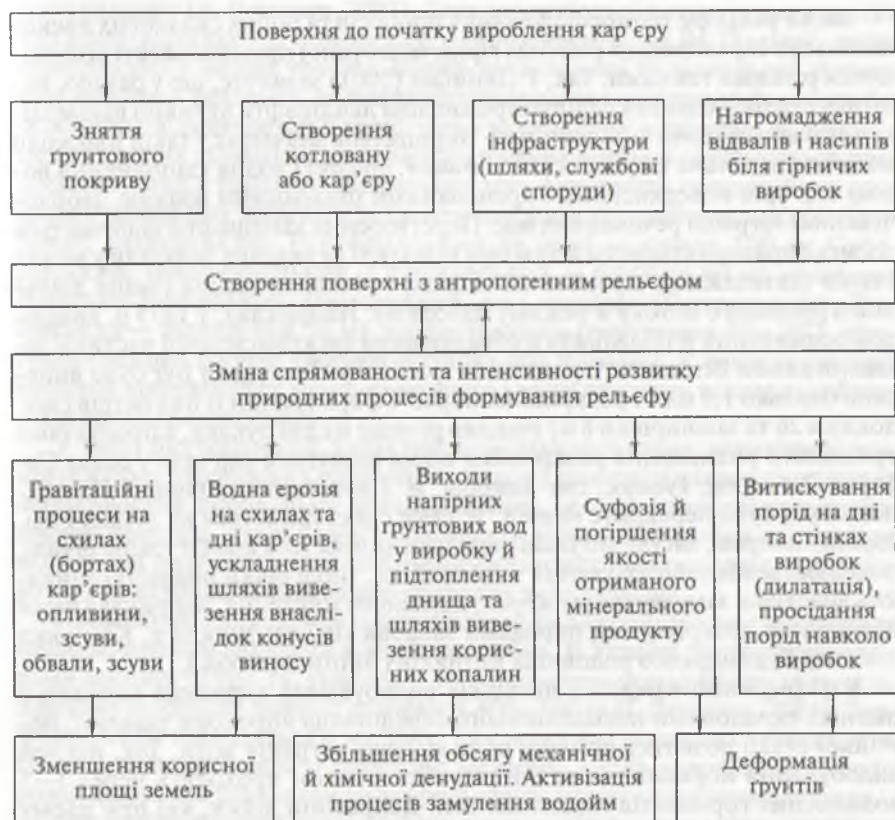 Поверхня до початку вироблення кар'єру
Зняття
ґрунтового
покриву
Створення
котловану
або кар'єру
Створення
інфраструктури
(шляхи, службові
споруди)
Нагромадження
відвалів і насипів
біля гірничих
виробок
Створення поверхні з антропогенним рельєфом
Зміна спрямованості та інтенсивності розвитку
природних процесів формування рельєфу
Гравітаційні
процеси на
схилах
(бортах)
кар'єрів:
опливини,
зсуви,
обвали, зсуви
Водна ерозія
на схилах та
дні кар'єрів,
ускладнення
шляхів виве-
зення внаслі-
док конусів
виносу
Виходи
напірних
ґрунтових вод
у виробку й
підтоплення
днища та
шляхів виве-
зення корис-
них копалин
Суфозія й
погіршення
якості
отриманого
мінерального
продукту
Витискування
порід на дні
та стінках
виробок
(дилатація),
просідання
порід навколо
виробок
Зменшення корисної
площі земель
Збільшення обсягу механічної
й хімічної денудації. Активізація
процесів замулення водойм
Деформація
ґрунтів